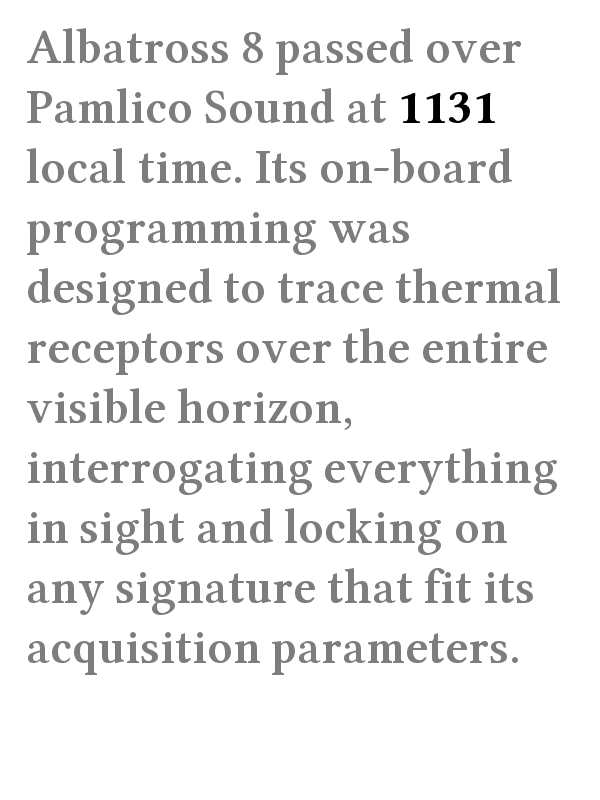 Albatross 8 passed over
Pamlico Sound at 1131
local time. Its on-board
programming was
designed to trace thermal
receptors over the entire
visible horizon,
interrogating everything
in sight and locking on
any signature that fit its
acquisition parameters.